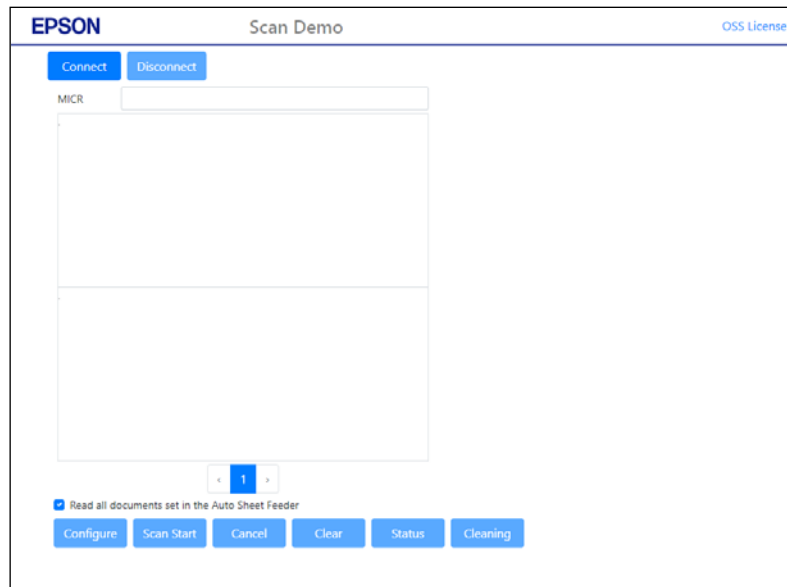 EPSON Scan Demo OSS License
Connect Disconnect
MICR
‹ 1 ›
Read all documents set in the Auto Sheet Feeder
Configure Scan Start Cancel Clear Status Cleaning